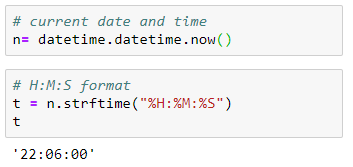 # current date and time
n= datetime.datetime.now()
# H:M:S format
t = n.strftime("%H:%M:%S")
t
'22:06:00'